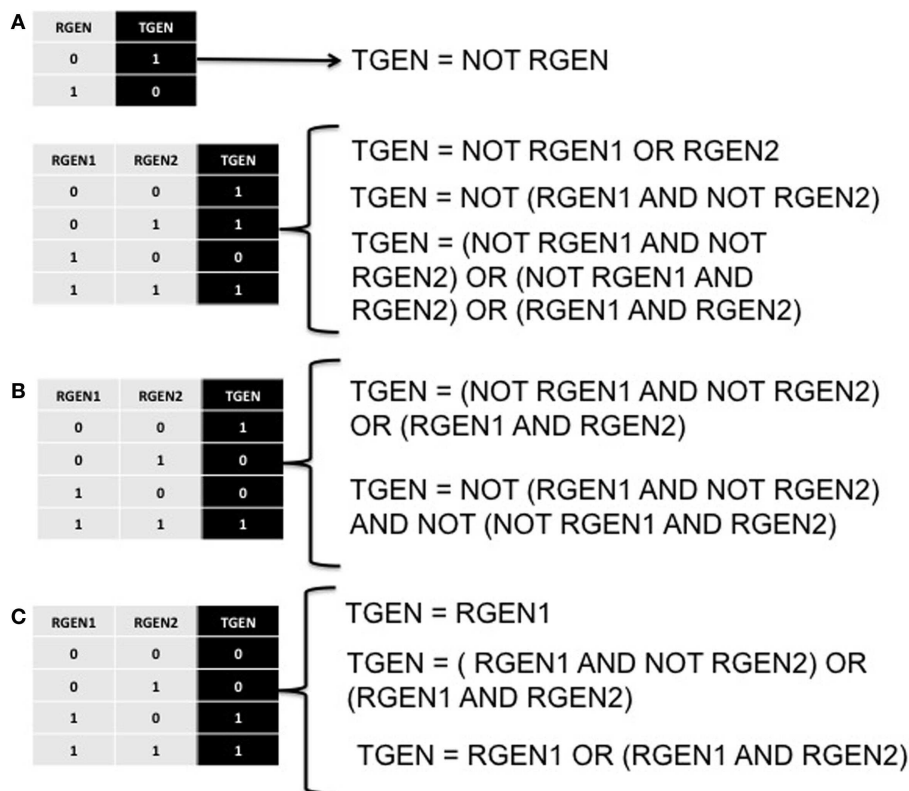 A
RGEN TGEN
0 1
1 0
TGEN = NOT RGEN
RGEN1 RGEN2 TGEN
0 0 1
0 1 1
1 0 0
1 1 1
TGEN = NOT RGEN1 OR RGEN2
TGEN = NOT (RGEN1 AND NOT RGEN2)
TGEN = (NOT RGEN1 AND NOT
RGEN2) OR (NOT RGEN1 AND
RGEN2) OR (RGEN1 AND RGEN2)
B
RGEN1 RGEN2 TGEN
0 0 1
0 1 0
1 0 0
1 1 1
TGEN = (NOT RGEN1 AND NOT RGEN2)
OR (RGEN1 AND RGEN2)
TGEN = NOT (RGEN1 AND NOT RGEN2)
AND NOT (NOT RGEN1 AND RGEN2)
C
RGEN1 RGEN2 TGEN
0 0 0
0 1 0
1 0 1
1 1 1
TGEN = RGEN1
TGEN = ( RGEN1 AND NOT RGEN2) OR
(RGEN1 AND RGEN2)
TGEN = RGEN1 OR (RGEN1 AND RGEN2)